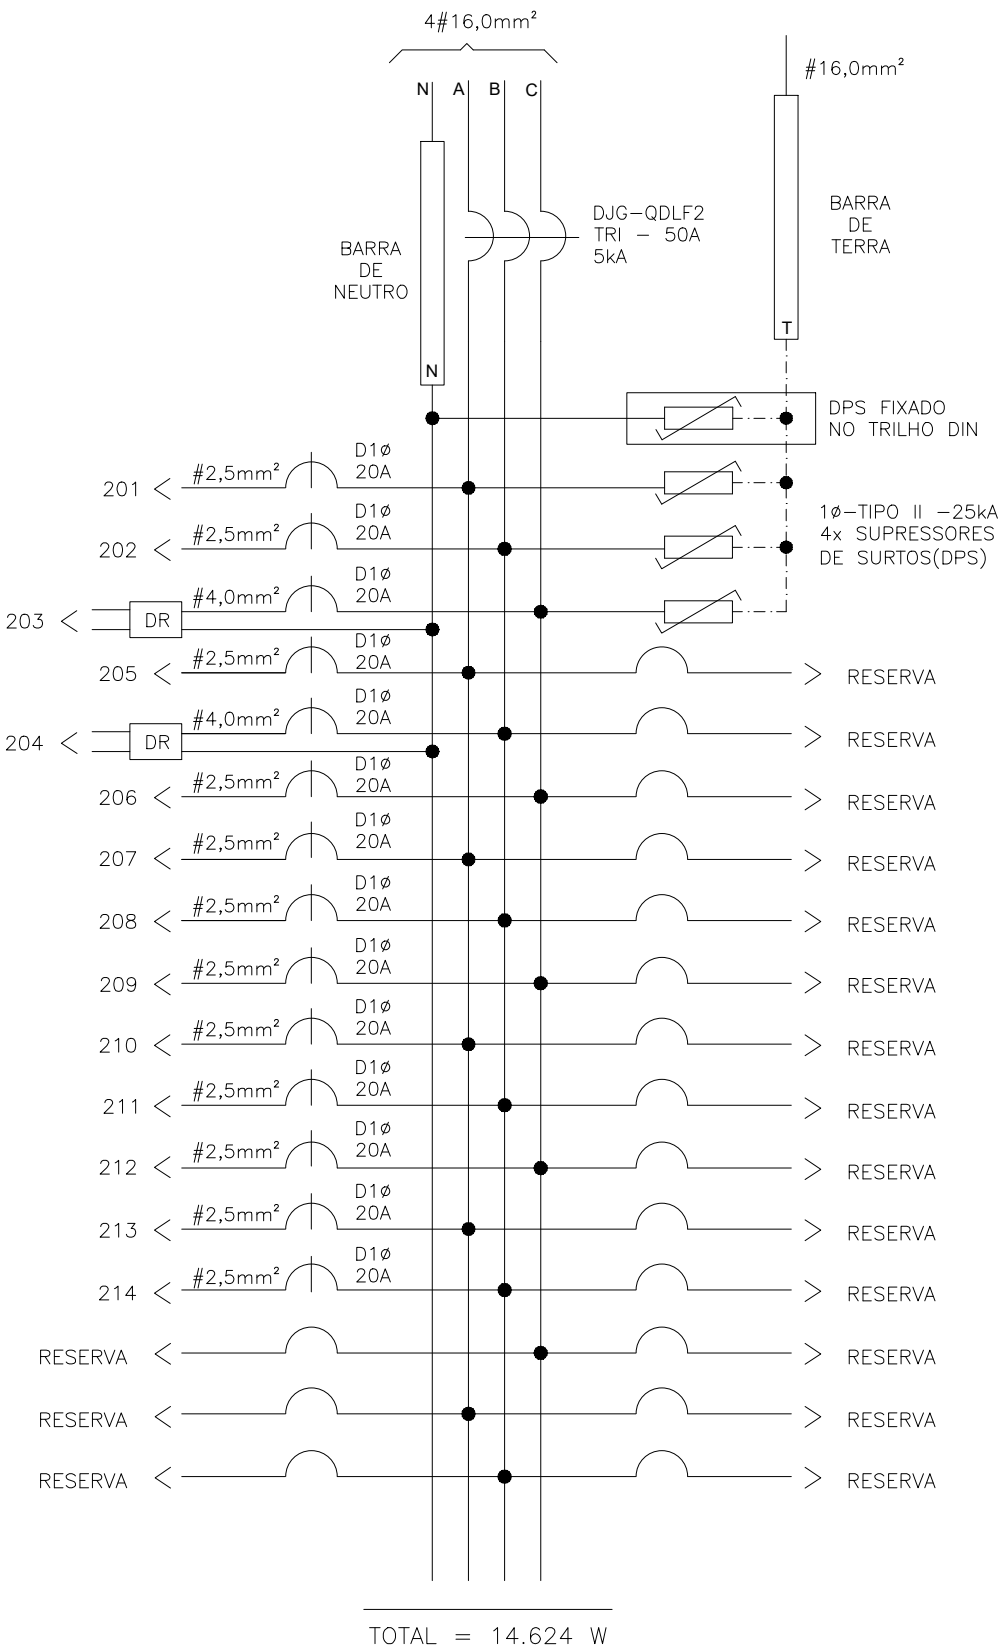 4#16,0mm²
#16,0mm²
N A B C
DJG-QDLF2
TRI - 50A
5kA
BARRA
DE
TERRA
BARRA
DE
NEUTRO
T
N
DPS FIXADO
NO TRILHO DIN
201 #2,5mm² D1ø
20A
1ø-TIPO II -25kA
4x SUPRESSORES
DE SURTOS(DPS)
202 #2,5mm² D1ø
20A
203 DR #4,0mm² D1ø
20A
205 #2,5mm² D1ø
20A
RESERVA
204 DR #4,0mm² D1ø
20A
RESERVA
206 #2,5mm² D1ø
20A
RESERVA
207 #2,5mm² D1ø
20A
RESERVA
208 #2,5mm² D1ø
20A
RESERVA
209 #2,5mm² D1ø
20A
RESERVA
210 #2,5mm² D1ø
20A
RESERVA
211 #2,5mm² D1ø
20A
RESERVA
212 #2,5mm² D1ø
20A
RESERVA
213 #2,5mm² D1ø
20A
RESERVA
214 #2,5mm² D1ø
20A
RESERVA
RESERVA RESERVA
RESERVA RESERVA
RESERVA RESERVA
TOTAL = 14.624 W